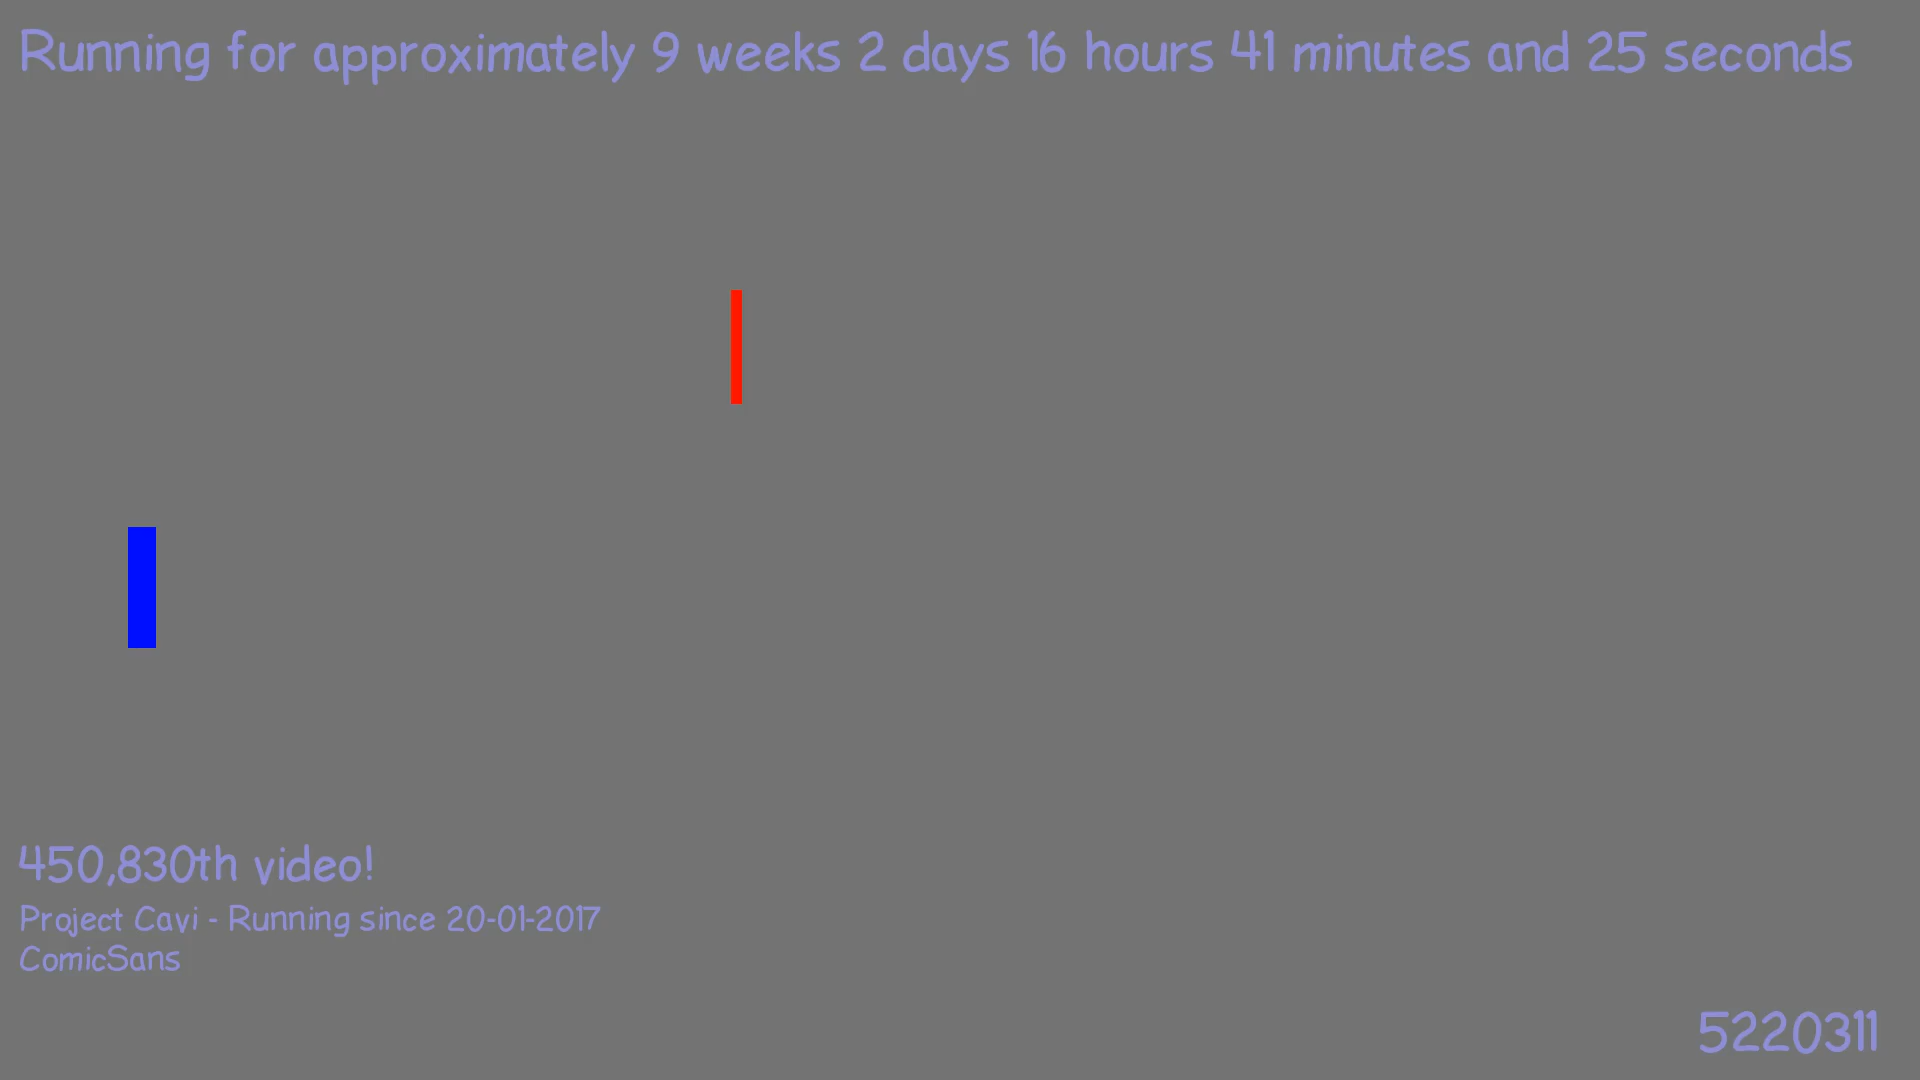 Running for approximately 9 weeks 2 days 16 hours 41 minutes and 25 seconds
450,830th video!
Project Cavi - Running since 20-01-2017
ComicSans
5220311